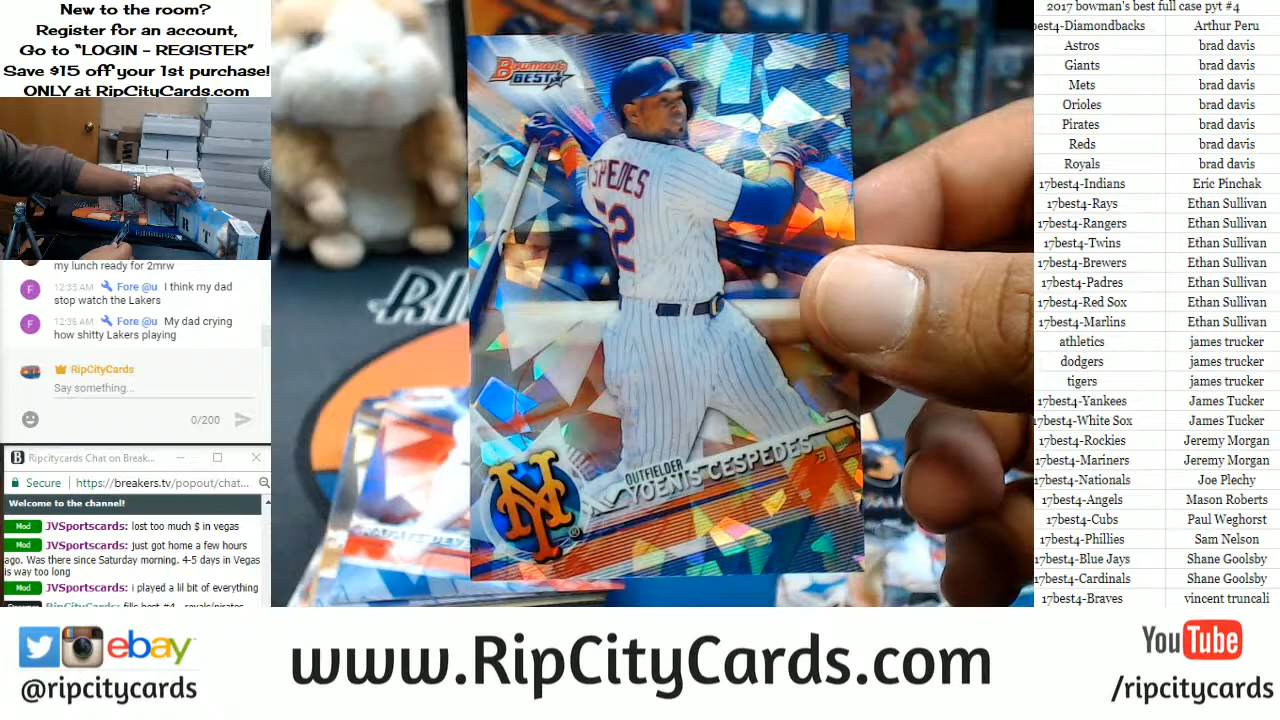 New to the room?
Register for an account,
Go to “LOGIN - REGISTER”
Save $15 off your 1st purchase!
ONLY at RipCityCards.com
my lunch ready for 2mrw
F 12:35 AM Fore @u I think my dad
stop watch the Lakers
F 12:36 AM Fore @u My dad crying
how shitty Lakers playing
RipCityCards
Say something...
0/200
Ripcitycards Chat on Break...
Secure https://breakers.tv/popout/chat...
Welcome to the channel!
Mod JVSportscards: lost too much $ in vegas
Mod JVSportscards: just got home a few hours
ago. Was there since Saturday morning. 4-5 days in Vegas
is way too long
Mod JVSportscards: i played a lil bit of everything
RipCityCards: fills best #4 - royals/pirates
Bowman's
BEST
SPEDES
52
OUTFIELDER
YOENIS CESPEDES
B
NY
RI
R T
2017 bowman's best full case pyt #4
best4-Diamondbacks Arthur Peru
Astros brad davis
Giants brad davis
Mets brad davis
Orioles brad davis
Pirates brad davis
Reds brad davis
Royals brad davis
17best4-Indians Eric Pinchak
17best4-Rays Ethan Sullivan
17best4-Rangers Ethan Sullivan
17best4-Twins Ethan Sullivan
17best4-Brewers Ethan Sullivan
17best4-Padres Ethan Sullivan
17best4-Red Sox Ethan Sullivan
17best4-Marlins Ethan Sullivan
athletics james trucker
dodgers james trucker
tigers james trucker
17best4-Yankees James Tucker
17best4-White Sox James Tucker
17best4-Rockies Jeremy Morgan
17best4-Mariners Jeremy Morgan
17best4-Nationals Joe Plechy
17best4-Angels Mason Roberts
17best4-Cubs Paul Weghorst
17best4-Phillies Sam Nelson
17best4-Blue Jays Shane Goolsby
17best4-Cardinals Shane Goolsby
17best4-Braves vincent truncali
ebay
@ripcitycards
www.RipCityCards.com
YouTube
/ripcitycards